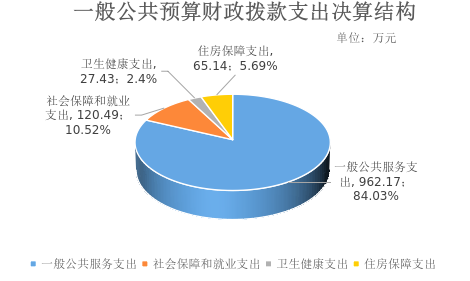 一般公共预算财政拨款支出决算结构
单位：万元
住房保障支出,
65.14；5.69%
卫生健康支出,
27.43；2.4%
社会保障和就业
支出, 120.49；
10.52%
一般公共服务支
出, 962.17；
84.03%
一般公共服务支出 社会保障和就业支出 卫生健康支出 住房保障支出